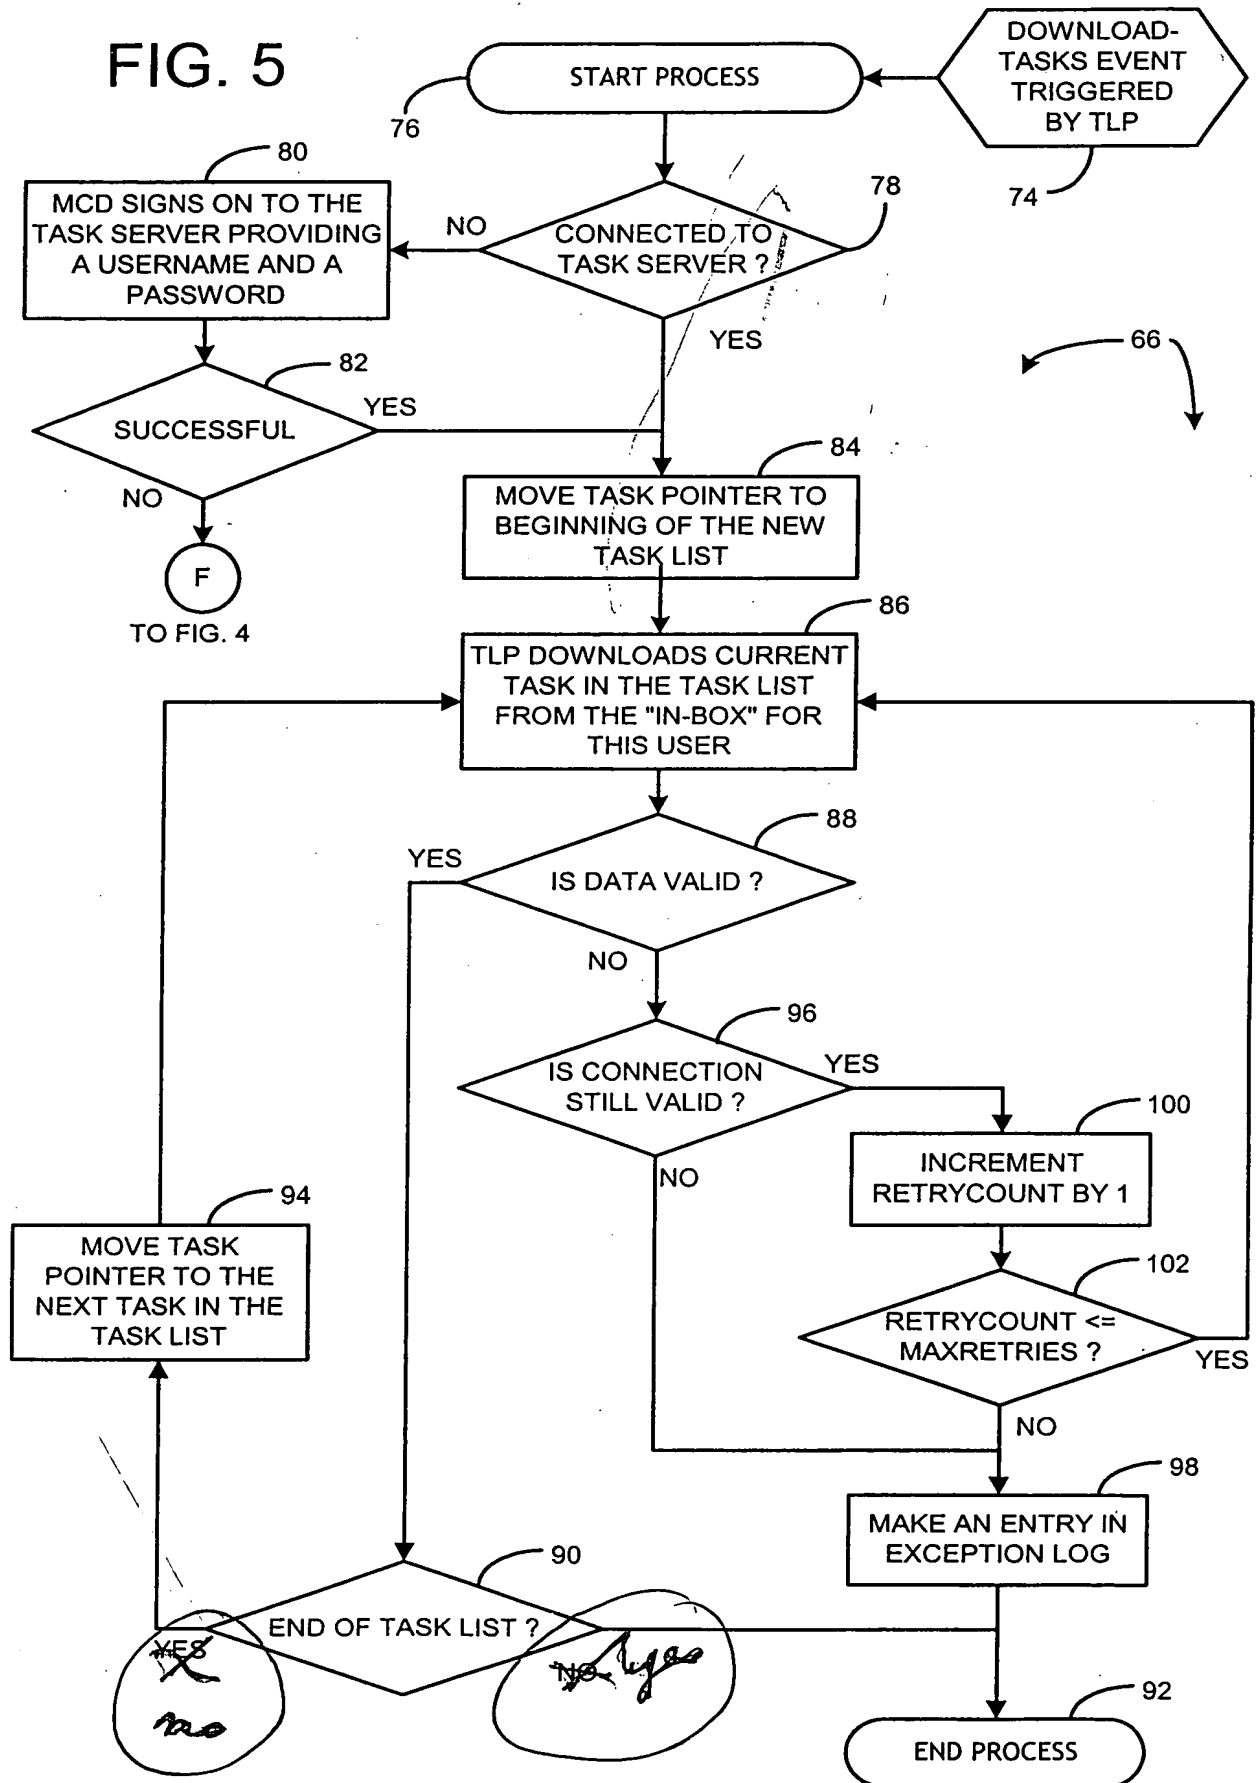 FIG. 5
START PROCESS
76
DOWNLOAD-
TASKS EVENT
TRIGGERED
BY TLP
74
80
MCD SIGNS ON TO THE
TASK SERVER PROVIDING
A USERNAME AND A
PASSWORD
NO
CONNECTED TO
TASK SERVER ?
78
YES
66
82
SUCCESSFUL
YES
NO
F
TO FIG. 4
84
MOVE TASK POINTER TO
BEGINNING OF THE NEW
TASK LIST
86
TLP DOWNLOADS CURRENT
TASK IN THE TASK LIST
FROM THE "IN-BOX" FOR
THIS USER
88
YES
IS DATA VALID ?
NO
96
IS CONNECTION
STILL VALID ?
YES
NO
100
INCREMENT
RETRYCOUNT BY 1
94
MOVE TASK
POINTER TO THE
NEXT TASK IN THE
TASK LIST
102
RETRYCOUNT <=
MAXRETRIES ?
YES
NO
98
MAKE AN ENTRY IN
EXCEPTION LOG
90
END OF TASK LIST ?
YES
no
NO
yes
92
END PROCESS